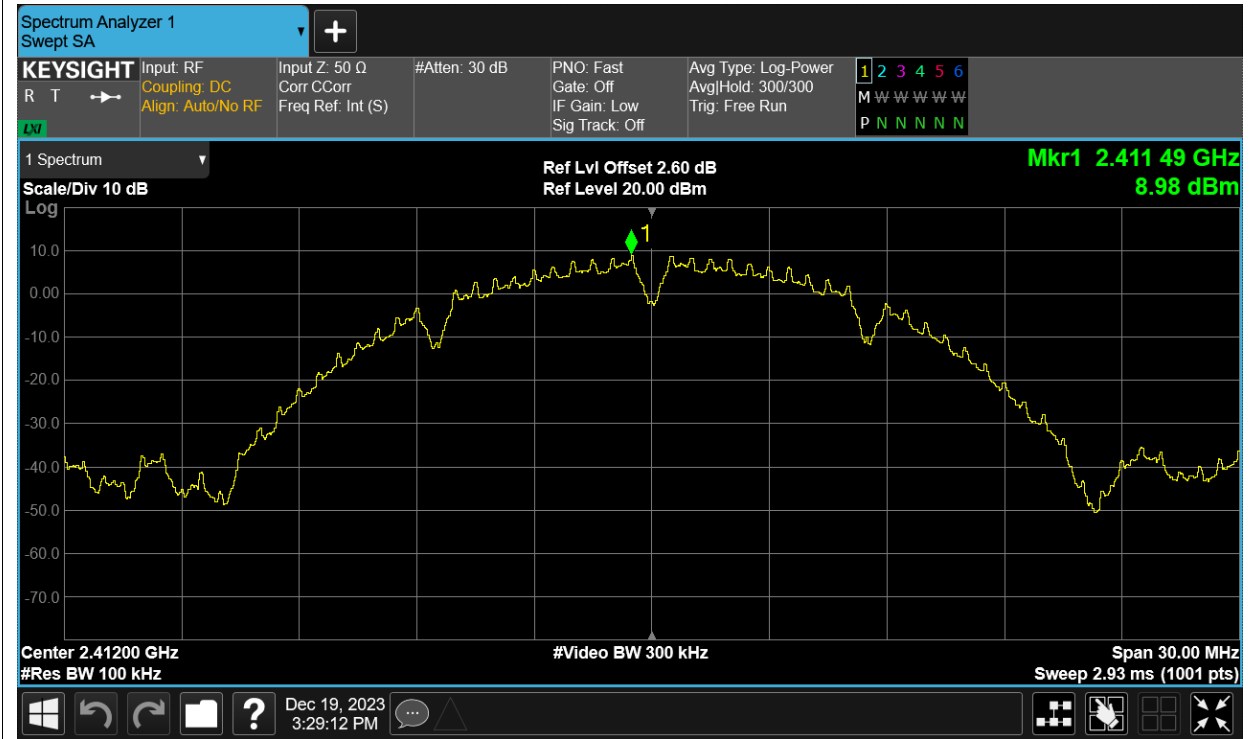 Spectrum Analyzer 1
Swept SA
+
KEYSIGHT
R T
LXI
Input: RF
Coupling: DC
Align: Auto/No RF
Input Z: 50 Ω
Corr CCorr
Freq Ref: Int (S)
#Atten: 30 dB
PNO: Fast
Gate: Off
IF Gain: Low
Sig Track: Off
Avg Type: Log-Power
Avg|Hold: 300/300
Trig: Free Run
1 2 3 4 5 6
M W W W W W
P N N N N N
1 Spectrum
Scale/Div 10 dB
Log
Ref Lvl Offset 2.60 dB
Ref Level 20.00 dBm
Mkr1 2.411 49 GHz
8.98 dBm
1
10.0
0.00
-10.0
-20.0
-30.0
-40.0
-50.0
-60.0
-70.0
Center 2.41200 GHz
#Video BW 300 kHz
Span 30.00 MHz
#Res BW 100 kHz
Sweep 2.93 ms (1001 pts)
?
Dec 19, 2023
3:29:12 PM